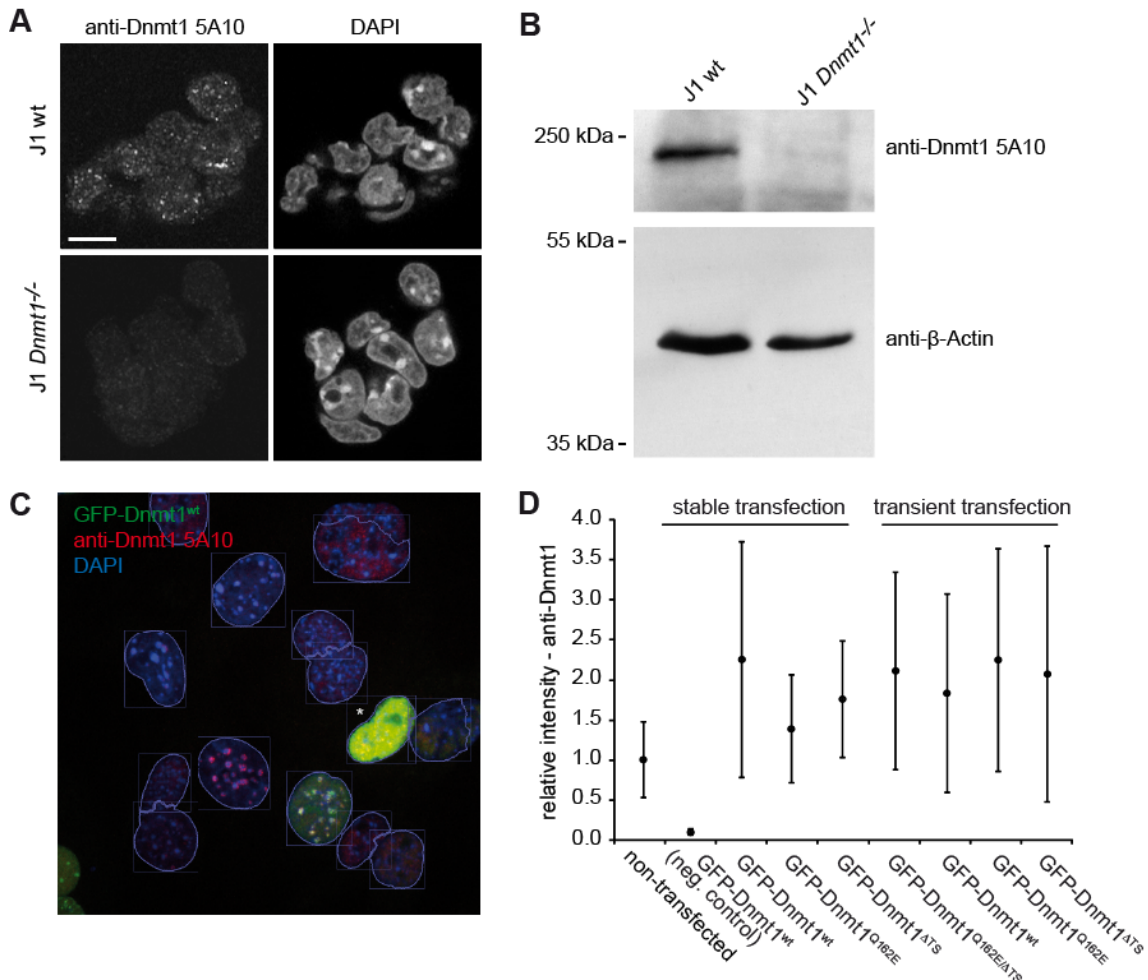 A
anti-Dnmt1 5A10
DAPI
J1 wt
J1 Dnmt1-/-
B
J1 wt
J1 Dnmt1-/-
250 kDa -
anti-Dnmt1 5A10
55 kDa -
anti-β-Actin
35 kDa -
C
GFP-Dnmt1wt
anti-Dnmt1 5A10
DAPI
*
D
stable transfection
transient transfection
relative intensity - anti-Dnmt1
4.0
3.5
3.0
2.5
2.0
1.5
1.0
0.5
0.0
non-transfected
(neg. control)
GFP-Dnmt1wt
GFP-Dnmt1wt
GFP-Dnmt1Q162E
GFP-Dnmt1ΔTS
GFP-Dnmt1Q162E/ΔTS
GFP-Dnmt1wt
GFP-Dnmt1Q162E
GFP-Dnmt1ΔTS